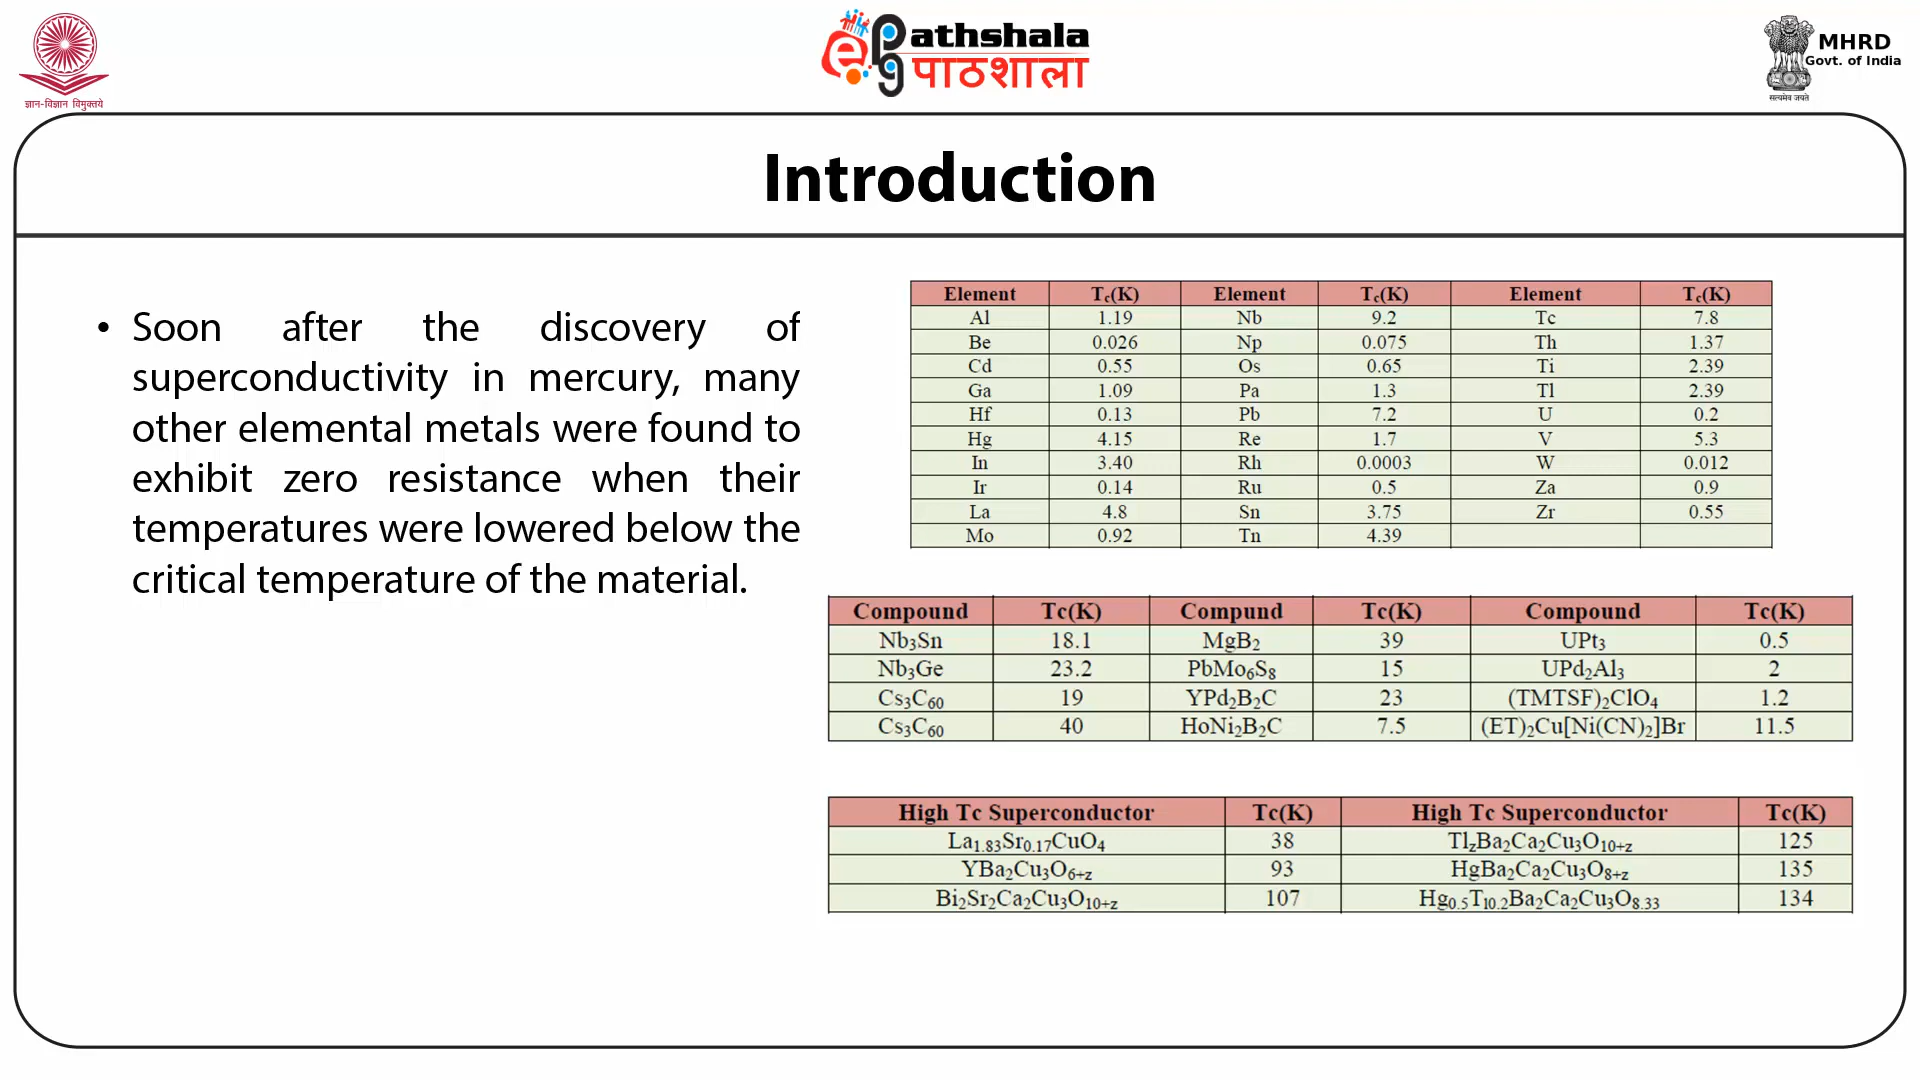 ज्ञान-विज्ञान विमुक्तये
ePathshala
पाठशाला
MHRD
Govt. of India
सत्यमेव जयते
Introduction
• Soon after the discovery of
superconductivity in mercury, many
other elemental metals were found to
exhibit zero resistance when their
temperatures were lowered below the
critical temperature of the material.
Element Tc(K) Element Tc(K) Element Tc(K)
Al 1.19 Nb 9.2 Tc 7.8
Be 0.026 Np 0.075 Th 1.37
Cd 0.55 Os 0.65 Ti 2.39
Ga 1.09 Pa 1.3 Tl 2.39
Hf 0.13 Pb 7.2 U 0.2
Hg 4.15 Re 1.7 V 5.3
In 3.40 Rh 0.0003 W 0.012
Ir 0.14 Ru 0.5 Za 0.9
La 4.8 Sn 3.75 Zr 0.55
Mo 0.92 Tn 4.39
Compound Tc(K) Compund Tc(K) Compound Tc(K)
Nb₃Sn 18.1 MgB₂ 39 UPt₃ 0.5
Nb₃Ge 23.2 PbMo₆S₈ 15 UPd₂Al₃ 2
Cs₃C₆₀ 19 YPd₂B₂C 23 (TMTSF)₂ClO₄ 1.2
Cs₃C₆₀ 40 HoNi₂B₂C 7.5 (ET)₂Cu[Ni(CN)₂]Br 11.5
High Tc Superconductor Tc(K) High Tc Superconductor Tc(K)
La₁.₈₃Sr₀.₁₇CuO₄ 38 TlzBa₂Ca₂Cu₃O₁₀₊z 125
YBa₂Cu₃O₆₊z 93 HgBa₂Ca₂Cu₃O₈₊z 135
Bi₂Sr₂Ca₂Cu₃O₁₀₊z 107 Hg₀.₅T₁₀.₂Ba₂Ca₂Cu₃O₈.₃₃ 134